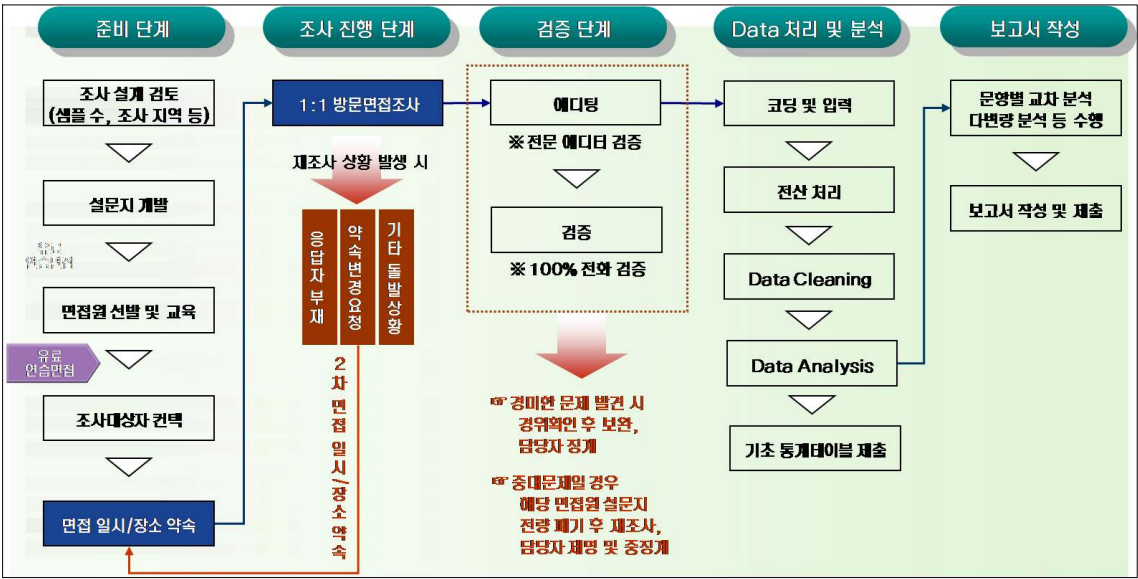 준비 단계
조사 설계 검토
(샘플 수, 조사 지역 등)
설문지 개발
유료
연습면접
면접원 선발 및 교육
유료
연습면접
조사대상자 컨택
면접 일시/장소 약속
조사 진행 단계
1:1 방문면접조사
재조사 상황 발생 시
응답자 부재
약속변경요청
기타 돌발상황
2차 면접 일시/장소 약속
검증 단계
에디팅
※ 전문 에디터 검증
검증
※ 100% 전화 검증
☞ 경미한 문제 발견 시
경위확인 후 보완,
담당자 징계
☞ 중대문제일 경우
해당 면접원 설문지
전량 폐기 후 재조사,
담당자 제명 및 중징계
Data 처리 및 분석
코딩 및 입력
전산 처리
Data Cleaning
Data Analysis
기초 통계테이블 제출
보고서 작성
문항별 교차 분석
다변량 분석 등 수행
보고서 작성 및 제출